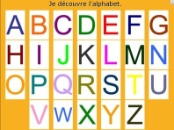 Je découvre l'alphabet.
A B C D E F G
H I J K L M N
O P Q R S T U
V W X Y Z